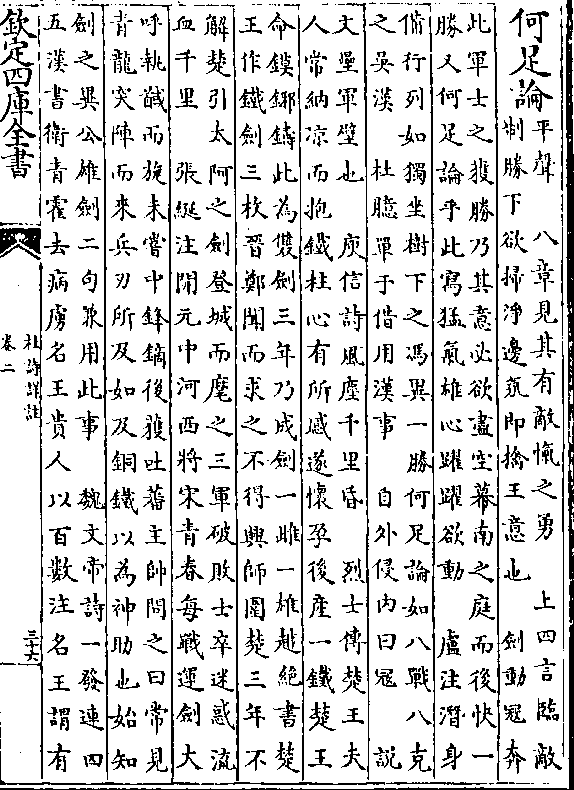 何足論平聲　八章見其有敵愾之勇　上四言臨敵
制勝下欲掃淨邊氛即擒王意也　劍動冦奔
此軍士之獲勝乃其意必欲盡空幕南之庭而後快一
勝又何足論乎此寫猛氣雄心躍躍欲動　盧注潛身
備行列如獨坐樹下之馮異一勝何足論如八戰八克
之吳漢　杜臆單于借用漢事　自外侵内曰冦　説
文壘軍壁也　庾信詩風塵千里昏　烈士傳楚王夫
人常納凉而抱鐵柱心有所感遂懷孕後産一鐵楚王
命鏌鋣鑄此為雙劍三年乃成劍一雌一雄越絶書楚
王作鐵劍三枚晉鄭聞而求之不得興師圍楚三年不
解楚引太阿之劍登城而麾之三軍破敗士卒迷惑流
血千里　張綖注開元中河西將宋青春每戰運劍大
呼執馘而旋未嘗中鋒鏑後獲吐蕃主帥問之曰常見
青龍突陣而來兵刃所及如及銅鐵以為神助也始知
劍之異公雄劍二句兼用此事　魏文帝詩一發連四
五漢書衛青霍去病虜名王貴人以百數注名王謂有
欽定四庫全書
杜詩詳註
卷二
三十六